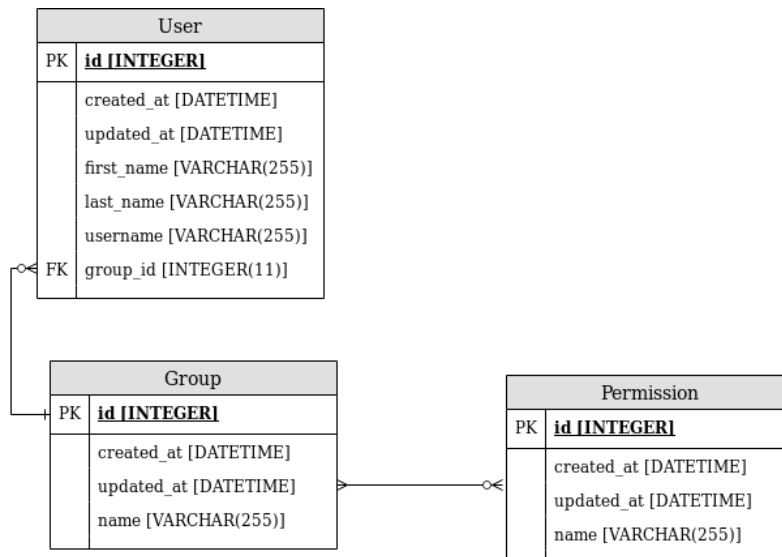 User
PK id [INTEGER]
created_at [DATETIME]
updated_at [DATETIME]
first_name [VARCHAR(255)]
last_name [VARCHAR(255)]
username [VARCHAR(255)]
FK group_id [INTEGER(11)]
Group
PK id [INTEGER]
created_at [DATETIME]
updated_at [DATETIME]
name [VARCHAR(255)]
Permission
PK id [INTEGER]
created_at [DATETIME]
updated_at [DATETIME]
name [VARCHAR(255)]